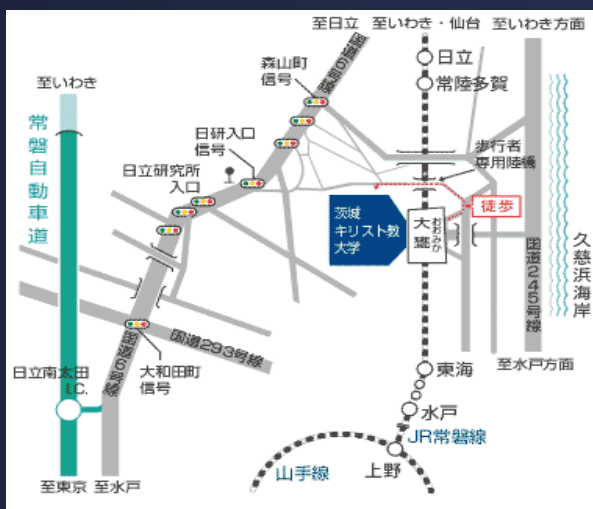 至日立
至いわき・仙台
至いわき方面
国道6号線
森山町
信号
日立
常陸多賀
至いわき
常磐自動車道
日研入口
信号
歩行者
専用陸橋
日立研究所
入口
茨城
キリスト教
大学
大甕
おおみか
徒歩
国道245号線
久慈浜海岸
国道293号線
国道6号線
日立南太田
I.C.
大和田町
信号
東海
至水戸方面
水戸
JR常磐線
山手線
上野
至東京
至水戸